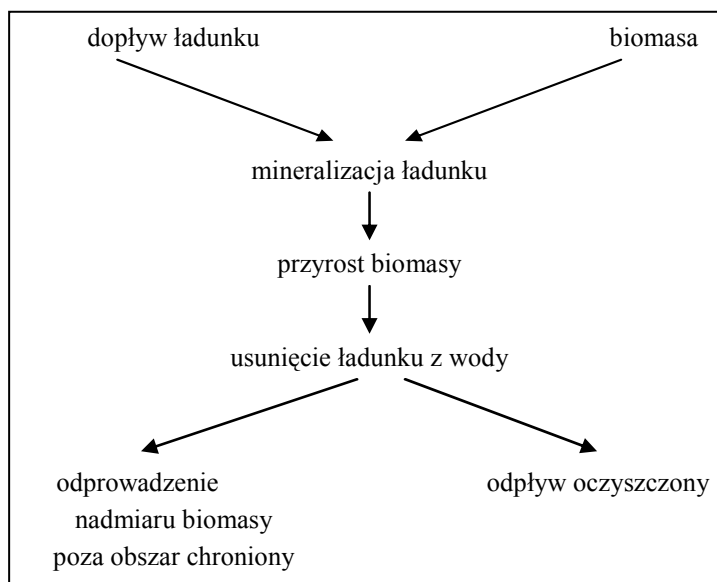 dopływ ładunku
biomasa
mineralizacja ładunku
przyrost biomasy
usunięcie ładunku z wody
odprowadzenie
nadmiaru biomasy
poza obszar chroniony
odpływ oczyszczony